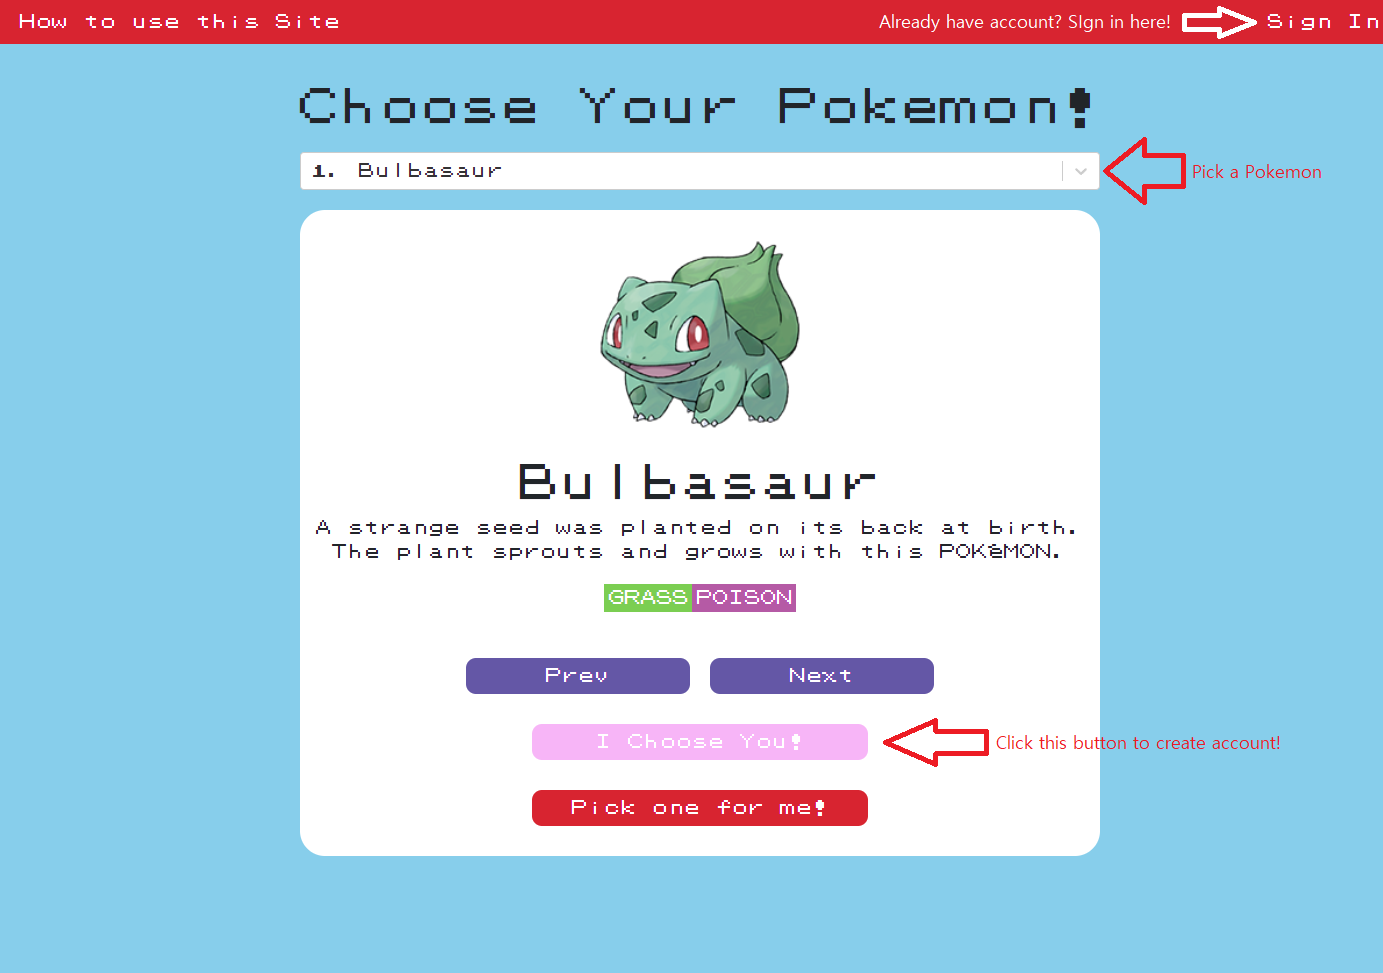 How to use this Site
Already have account? SIgn in here!
Sign In
Choose Your Pokemon!
1. Bulbasaur
Pick a Pokemon
Bulbasaur
A strange seed was planted on its back at birth.
The plant sprouts and grows with this POKéMON.
GRASS POISON
Prev
Next
I Choose You!
Click this button to create account!
Pick one for me!